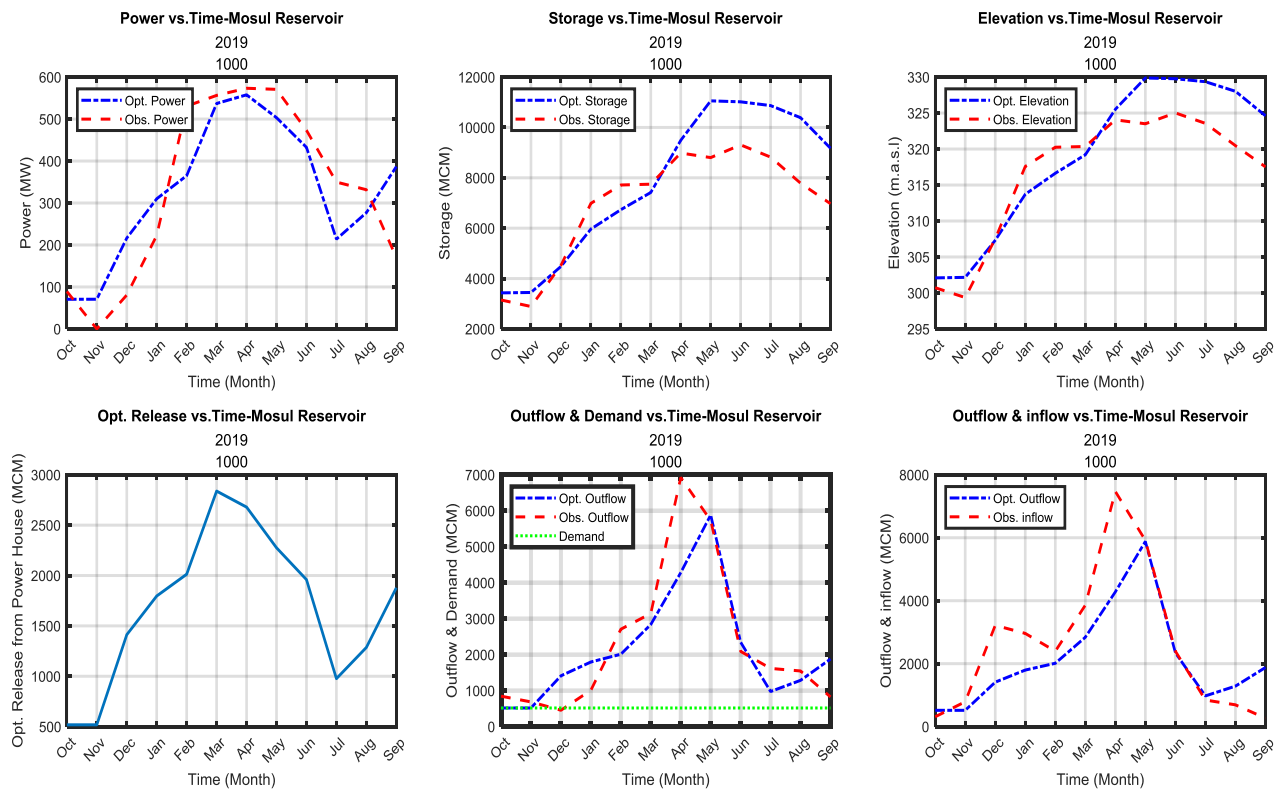 Power vs.Time-Mosul Reservoir
2019
1000
600
500
400
300
200
100
0
Power (MW)
Opt. Power
Obs. Power
Oct
Nov
Dec
Jan
Feb
Mar
Apr
May
Jun
Jul
Aug
Sep
Time (Month)
Storage vs.Time-Mosul Reservoir
2019
1000
12000
10000
8000
6000
4000
2000
Storage (MCM)
Opt. Storage
Obs. Storage
Oct
Nov
Dec
Jan
Feb
Mar
Apr
May
Jun
Jul
Aug
Sep
Time (Month)
Elevation vs.Time-Mosul Reservoir
2019
1000
330
325
320
315
310
305
300
295
Elevation (m.a.s.l)
Opt. Elevation
Obs. Elevation
Oct
Nov
Dec
Jan
Feb
Mar
Apr
May
Jun
Jul
Aug
Sep
Time (Month)
Opt. Release vs.Time-Mosul Reservoir
2019
1000
3000
2500
2000
1500
1000
500
Opt. Release from Power House (MCM)
Oct
Nov
Dec
Jan
Feb
Mar
Apr
May
Jun
Jul
Aug
Sep
Time (Month)
Outflow & Demand vs.Time-Mosul Reservoir
2019
1000
7000
6000
5000
4000
3000
2000
1000
0
Outflow & Demand (MCM)
Opt. Outflow
Obs. Outflow
Demand
Oct
Nov
Dec
Jan
Feb
Mar
Apr
May
Jun
Jul
Aug
Sep
Time (Month)
Outflow & inflow vs.Time-Mosul Reservoir
2019
1000
8000
6000
4000
2000
0
Outflow & inflow (MCM)
Opt. Outflow
Obs. inflow
Oct
Nov
Dec
Jan
Feb
Mar
Apr
May
Jun
Jul
Aug
Sep
Time (Month)